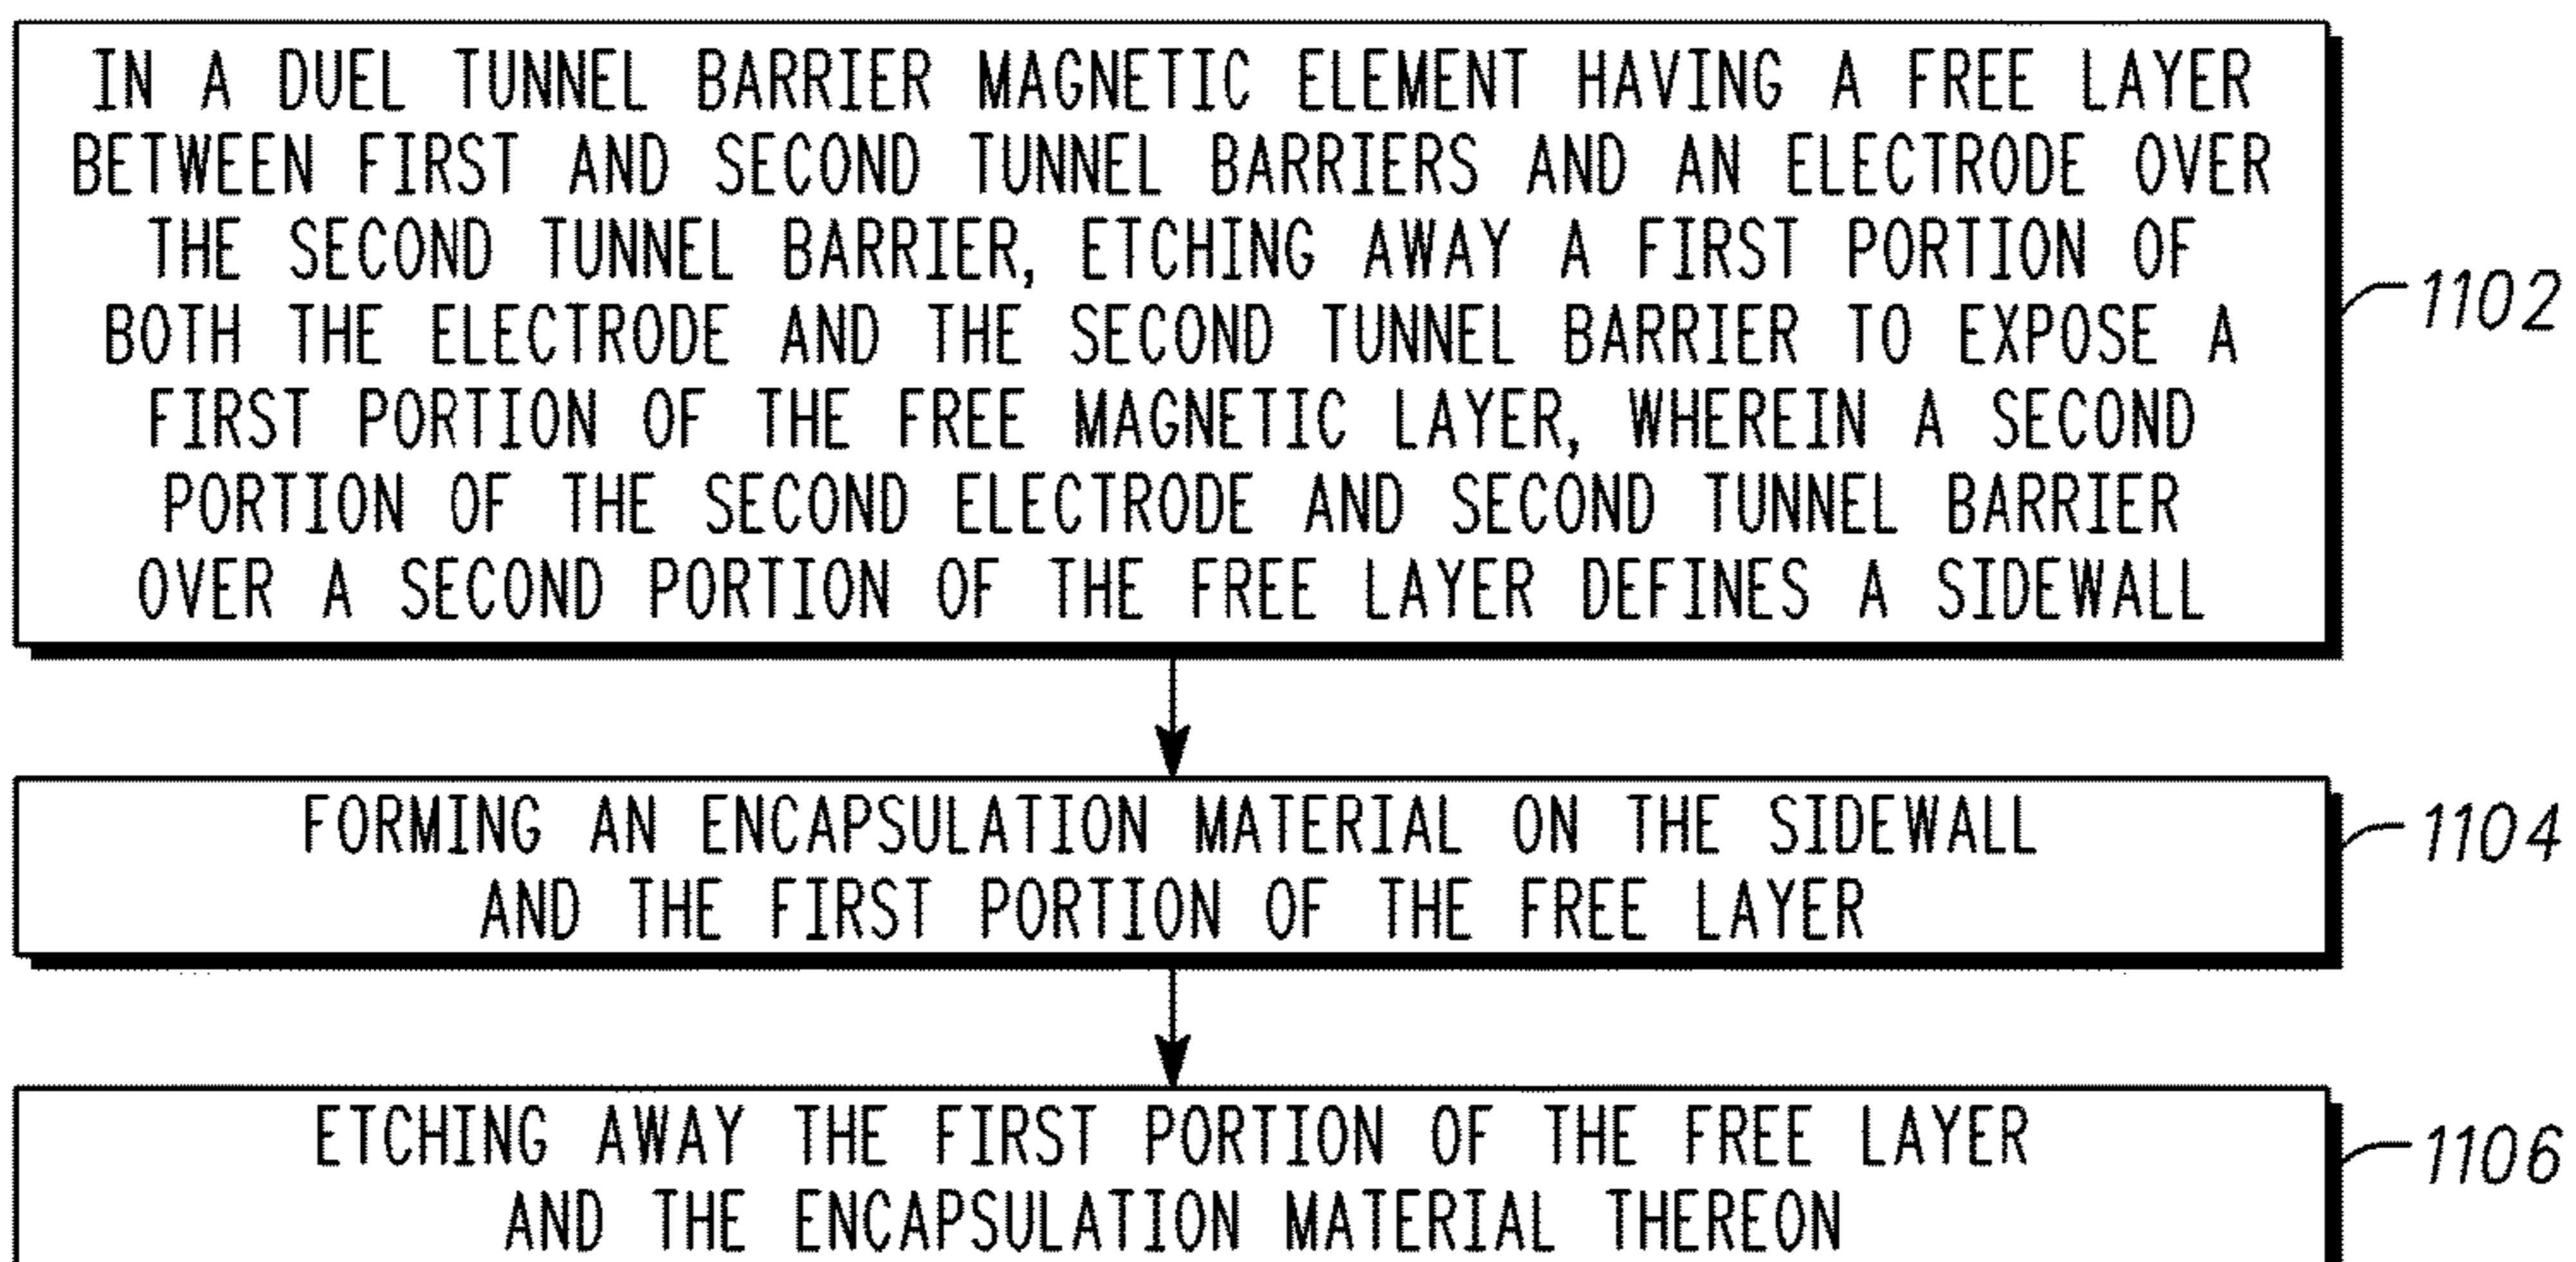 IN A DUEL TUNNEL BARRIER MAGNETIC ELEMENT HAVING A FREE LAYER
BETWEEN FIRST AND SECOND TUNNEL BARRIERS AND AN ELECTRODE OVER
THE SECOND TUNNEL BARRIER, ETCHING AWAY A FIRST PORTION OF
BOTH THE ELECTRODE AND THE SECOND TUNNEL BARRIER TO EXPOSE A
FIRST PORTION OF THE FREE MAGNETIC LAYER, WHEREIN A SECOND
PORTION OF THE SECOND ELECTRODE AND SECOND TUNNEL BARRIER
OVER A SECOND PORTION OF THE FREE LAYER DEFINES A SIDEWALL
1102
FORMING AN ENCAPSULATION MATERIAL ON THE SIDEWALL
AND THE FIRST PORTION OF THE FREE LAYER
1104
ETCHING AWAY THE FIRST PORTION OF THE FREE LAYER
AND THE ENCAPSULATION MATERIAL THEREON
1106